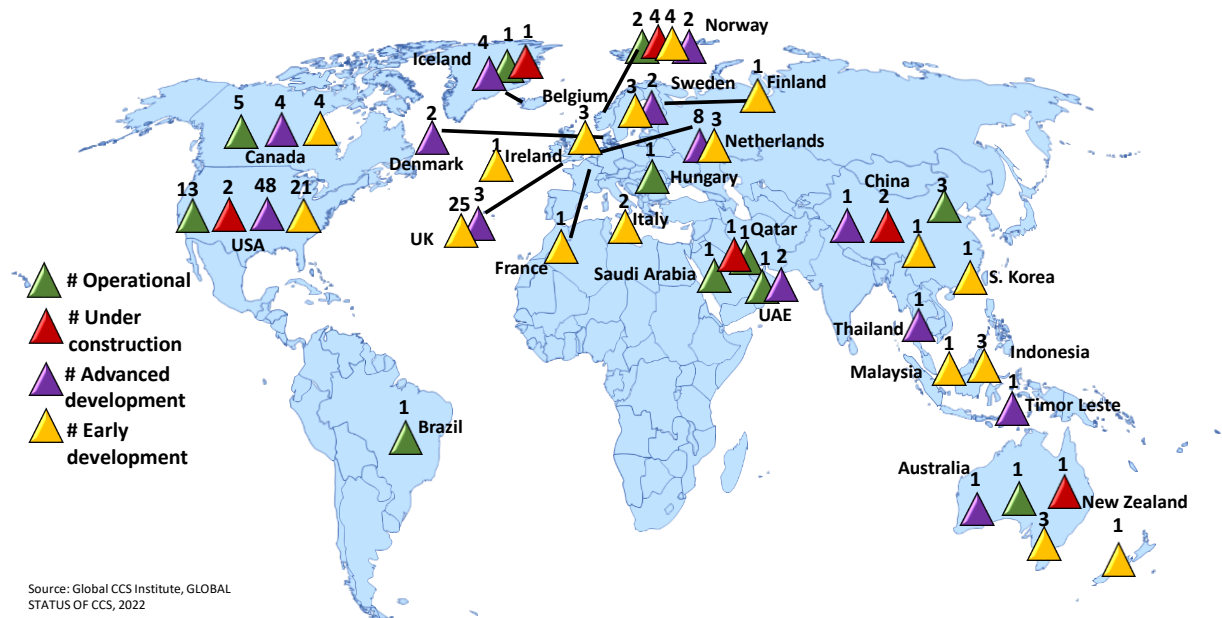 2 4 4 2
Norway
4 1 1
Iceland
Belgium
3
3 2
Sweden
1
Finland
5 4 4
Canada
2
Denmark
1
Ireland
8 3
Netherlands
1
Hungary
13 2 48 21
USA
25 3
UK
1
France
2
Italy
1
Saudi Arabia
1 1
Qatar
1 2
UAE
China
1 2 3
1
1
S. Korea
1
Thailand
1
Malaysia
3
Indonesia
1
Timor Leste
1
Brazil
Australia
1 1 1
3
New Zealand
1
# Operational
# Under
construction
# Advanced
development
# Early
development
Source: Global CCS Institute, GLOBAL
STATUS OF CCS, 2022